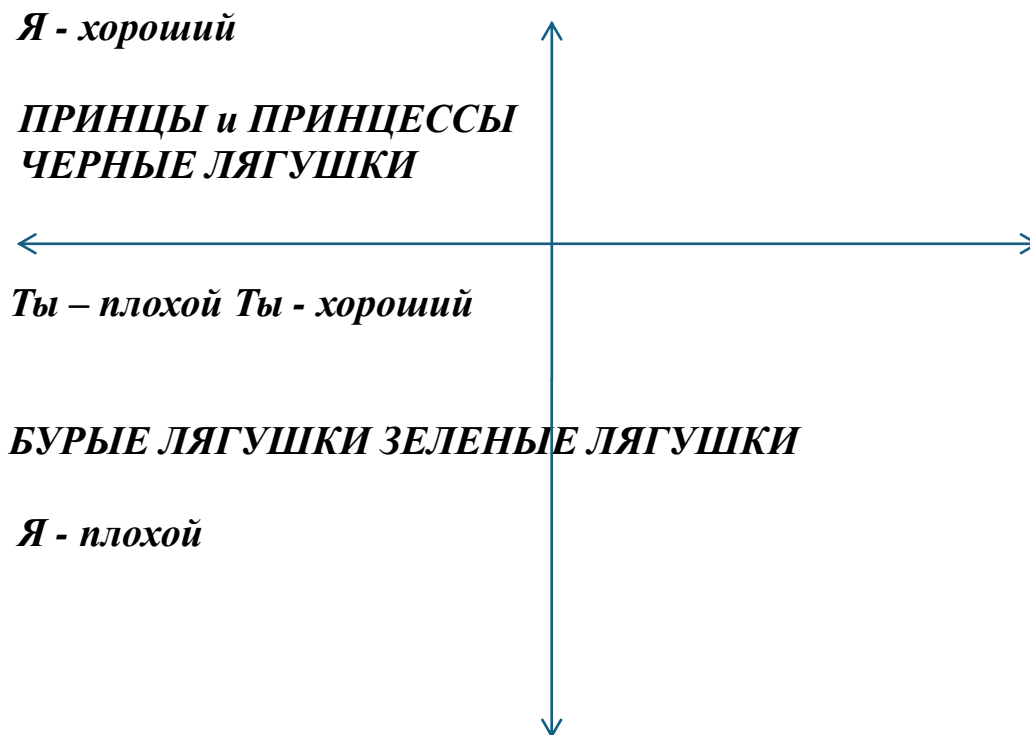 Я - хороший
ПРИНЦЫ и ПРИНЦЕССЫ
ЧЕРНЫЕ ЛЯГУШКИ
Ты – плохой Ты - хороший
БУРЫЕ ЛЯГУШКИ ЗЕЛЕНЫЕ ЛЯГУШКИ
Я - плохой